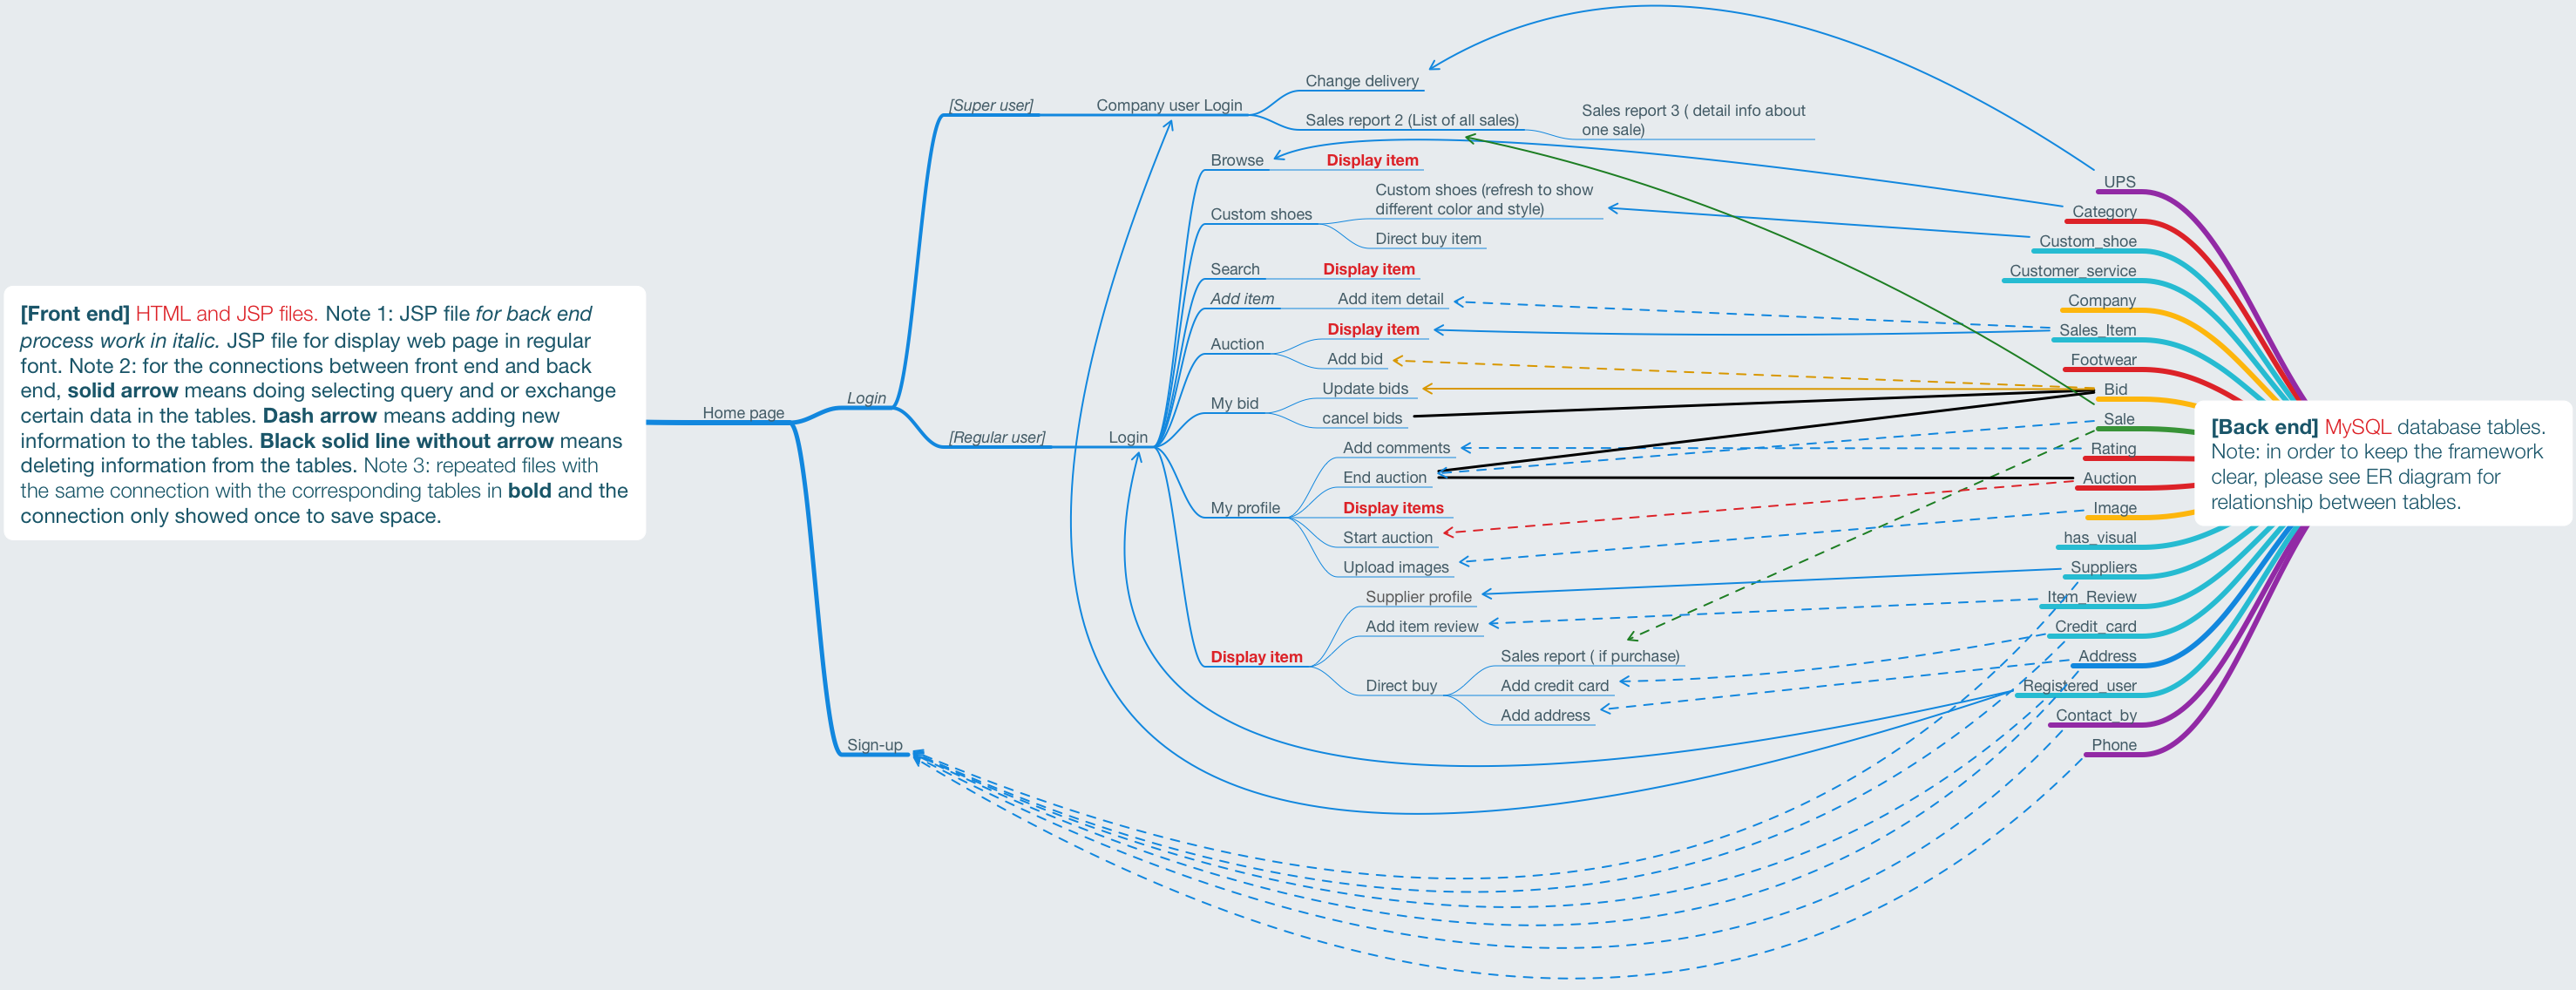 [Front end] HTML and JSP files. Note 1: JSP file for back end
process work in italic. JSP file for display web page in regular
font. Note 2: for the connections between front end and back
end, solid arrow means doing selecting query and or exchange
certain data in the tables. Dash arrow means adding new
information to the tables. Black solid line without arrow means
deleting information from the tables. Note 3: repeated files with
the same connection with the corresponding tables in bold and the
connection only showed once to save space.
Home page
Login
Sign-up
[Super user]
Company user Login
Change delivery
Sales report 2 (List of all sales)
Sales report 3 ( detail info about
one sale)
[Regular user]
Login
Browse
Display item
Custom shoes
Custom shoes (refresh to show
different color and style)
Direct buy item
Search
Display item
Add item
Add item detail
Auction
Display item
Add bid
My bid
Update bids
cancel bids
My profile
Add comments
End auction
Display items
Start auction
Upload images
Display item
Supplier profile
Add item review
Direct buy
Sales report ( if purchase)
Add credit card
Add address
UPS
Category
Custom_shoe
Customer_service
Company
Sales_Item
Footwear
Bid
Sale
Rating
Auction
Image
has_visual
Suppliers
Item_Review
Credit_card
Address
Registered_user
Contact_by
Phone
[Back end] MySQL database tables.
Note: in order to keep the framework
clear, please see ER diagram for
relationship between tables.